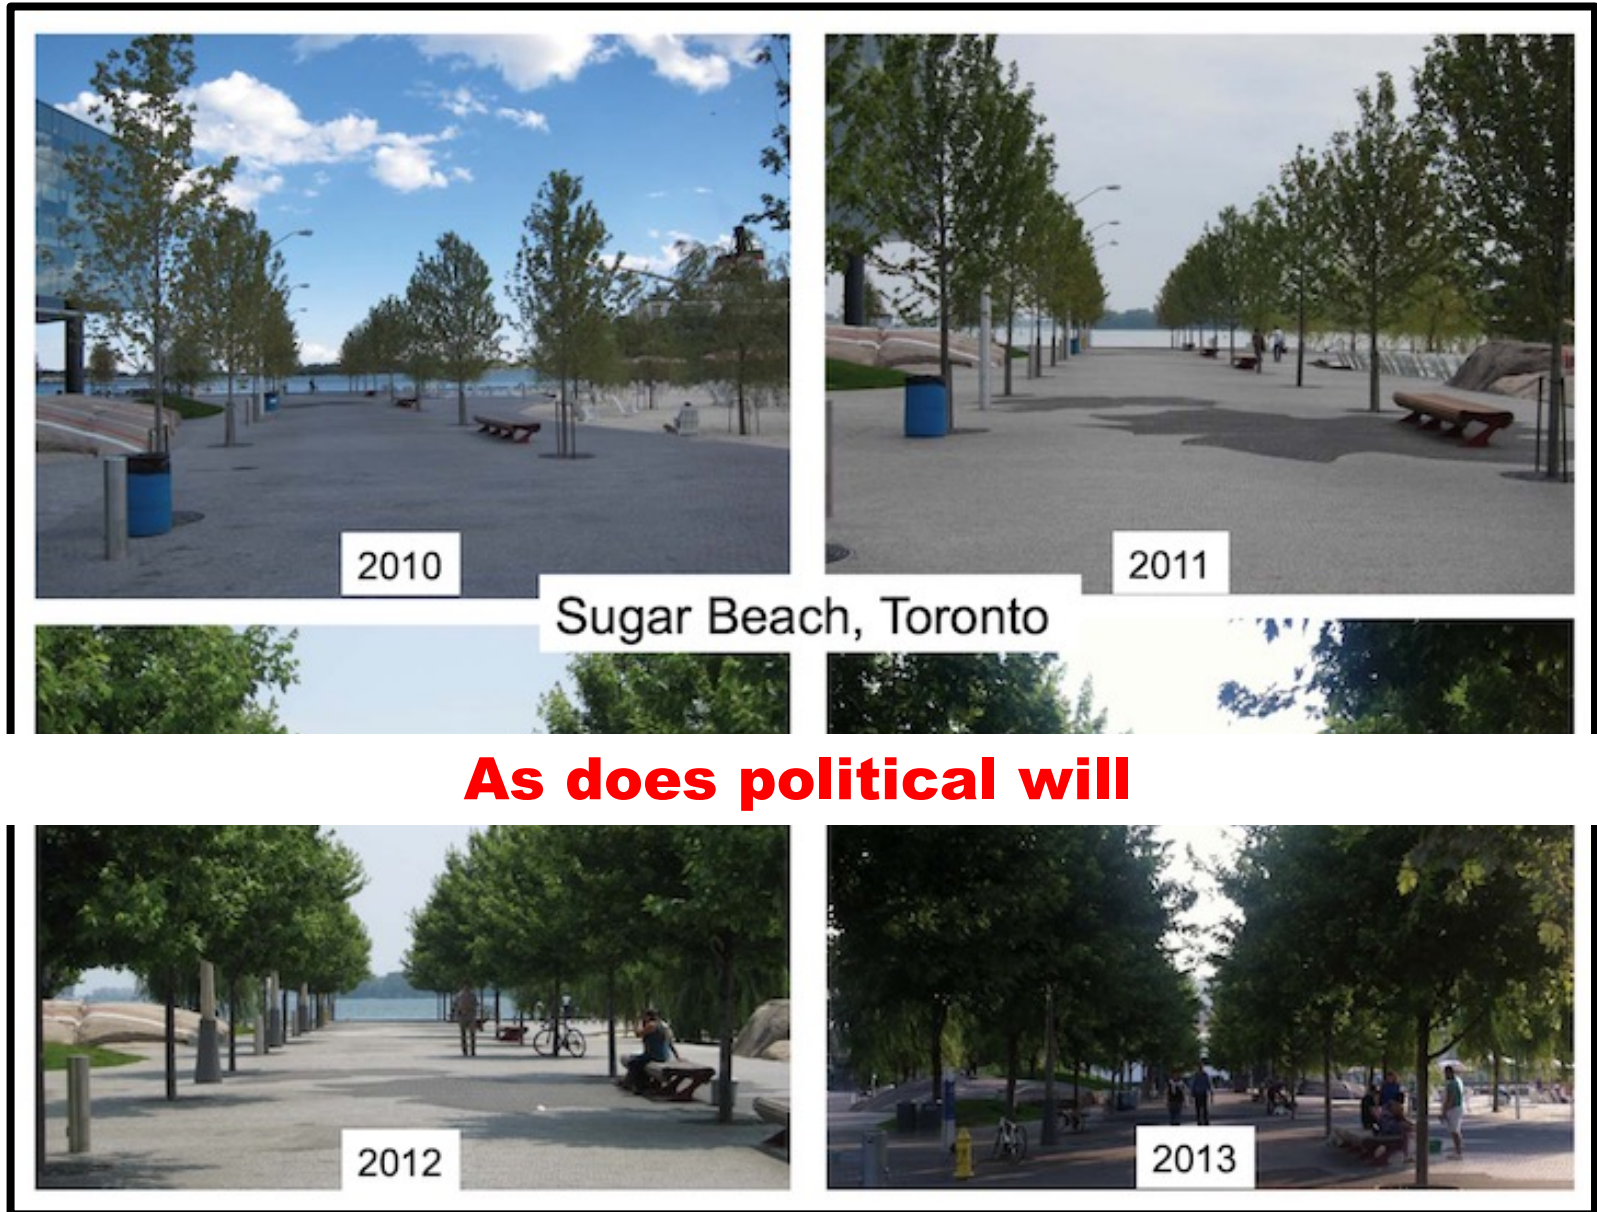 2010
2011
Sugar Beach, Toronto
As does political will
2012
2013